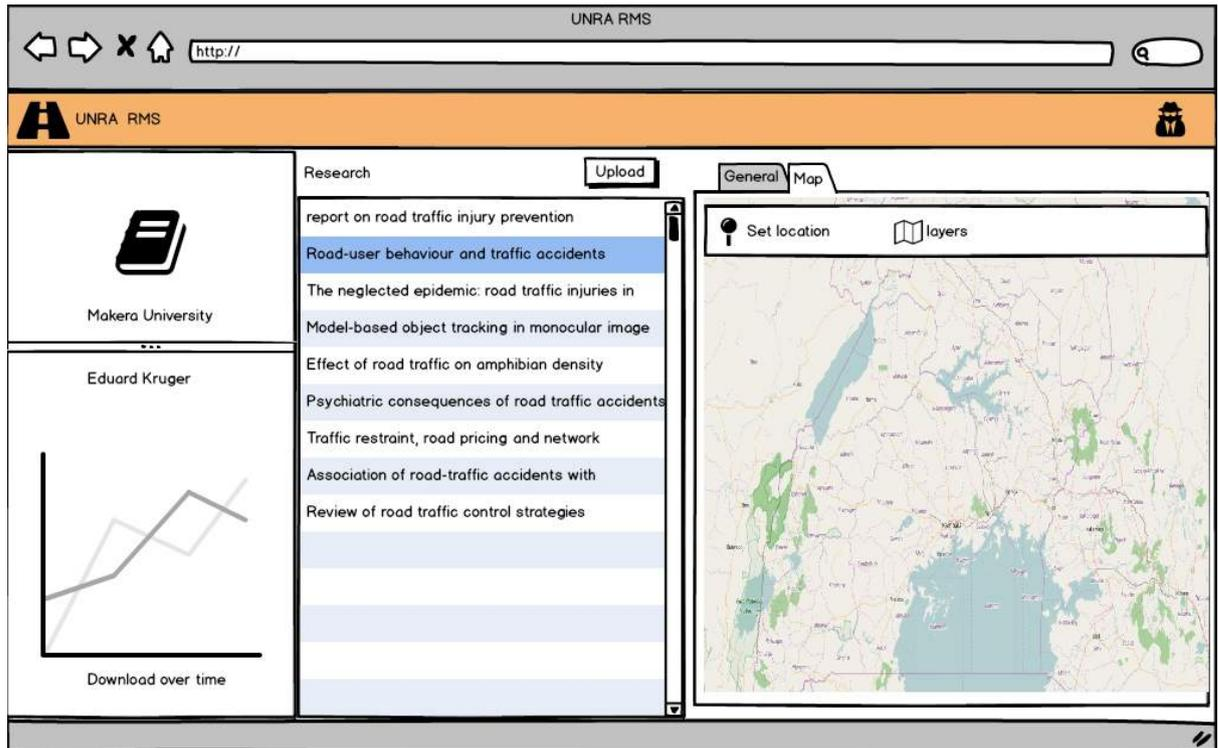 UNRA RMS
http://
UNRA RMS
Makera University
Eduard Kruger
Download over time
Research
Upload
report on road traffic injury prevention
Road-user behaviour and traffic accidents
The neglected epidemic: road traffic injuries in
Model-based object tracking in monocular image
Effect of road traffic on amphibian density
Psychiatric consequences of road traffic accidents
Traffic restraint, road pricing and network
Association of road-traffic accidents with
Review of road traffic control strategies
General
Map
Set location
layers